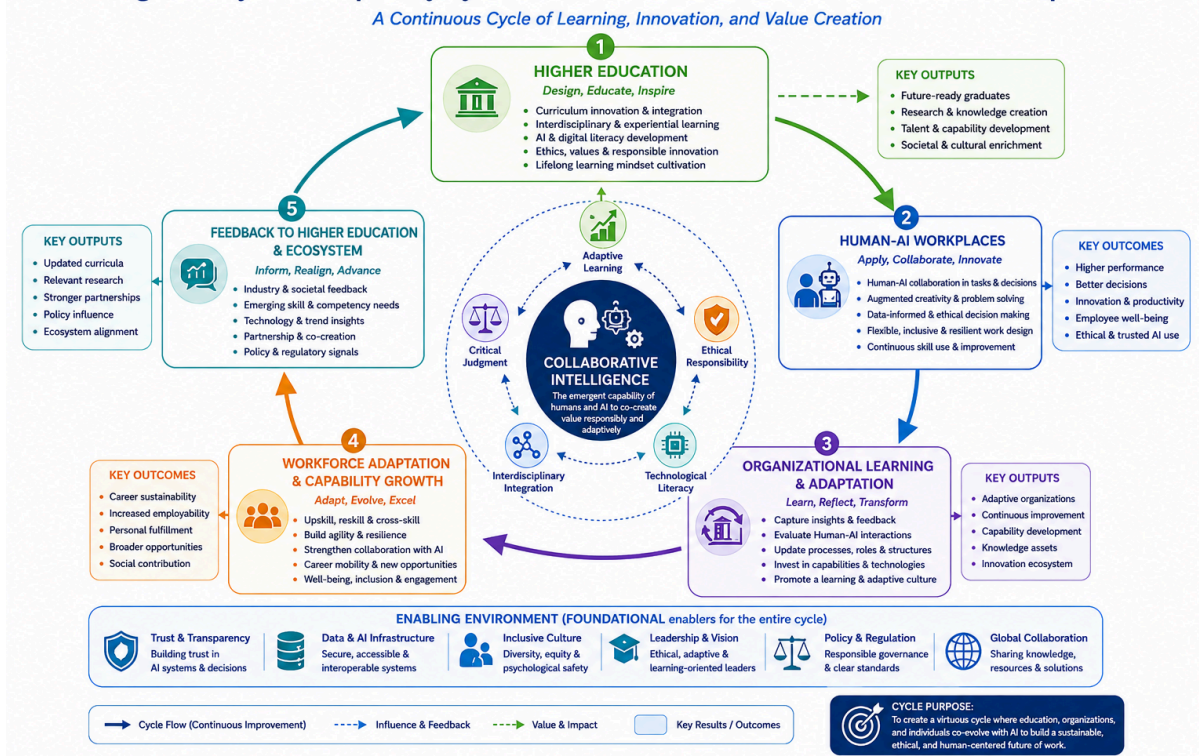 A Continuous Cycle of Learning, Innovation, and Value Creation
1
HIGHER EDUCATION
Design, Educate, Inspire
• Curriculum innovation & integration
• Interdisciplinary & experiential learning
• AI & digital literacy development
• Ethics, values & responsible innovation
• Lifelong learning mindset cultivation
KEY OUTPUTS
• Future-ready graduates
• Research & knowledge creation
• Talent & capability development
• Societal & cultural enrichment
2
HUMAN-AI WORKPLACES
Apply, Collaborate, Innovate
• Human-AI collaboration in tasks & decisions
• Augmented creativity & problem solving
• Data-informed & ethical decision making
• Flexible, inclusive & resilient work design
• Continuous skill use & improvement
KEY OUTCOMES
• Higher performance
• Better decisions
• Innovation & productivity
• Employee well-being
• Ethical & trusted AI use
3
ORGANIZATIONAL LEARNING
& ADAPTATION
Learn, Reflect, Transform
• Capture insights & feedback
• Evaluate Human-AI interactions
• Update processes, roles & structures
• Invest in capabilities & technologies
• Promote a learning & adaptive culture
KEY OUTPUTS
• Adaptive organizations
• Continuous improvement
• Capability development
• Knowledge assets
• Innovation ecosystem
4
WORKFORCE ADAPTATION
& CAPABILITY GROWTH
Adapt, Evolve, Excel
• Upskill, reskill & cross-skill
• Build agility & resilience
• Strengthen collaboration with AI
• Career mobility & new opportunities
• Well-being, inclusion & engagement
KEY OUTCOMES
• Career sustainability
• Increased employability
• Personal fulfillment
• Broader opportunities
• Social contribution
5
FEEDBACK TO HIGHER EDUCATION
& ECOSYSTEM
Inform, Realign, Advance
• Industry & societal feedback
• Emerging skill & competency needs
• Technology & trend insights
• Partnership & co-creation
• Policy & regulatory signals
KEY OUTPUTS
• Updated curricula
• Relevant research
• Stronger partnerships
• Policy influence
• Ecosystem alignment
Adaptive
Learning
Critical
Judgment
Ethical
Responsibility
COLLABORATIVE
INTELLIGENCE
The emergent capability of
humans and AI to co-create
value responsibly and
adaptively
Interdisciplinary
Integration
Technological
Literacy
ENABLING ENVIRONMENT (FOUNDATIONAL enablers for the entire cycle)
Trust & Transparency
Building trust in
AI systems & decisions
Data & AI Infrastructure
Secure, accessible &
interoperable systems
Inclusive Culture
Diversity, equity &
psychological safety
Leadership & Vision
Ethical, adaptive &
learning-oriented leaders
Policy & Regulation
Responsible governance
& clear standards
Global Collaboration
Sharing knowledge,
resources & solutions
Cycle Flow (Continuous Improvement)
Influence & Feedback
Value & Impact
Key Results / Outcomes
CYCLE PURPOSE:
To create a virtuous cycle where education, organizations,
and individuals co-evolve with AI to build a sustainable,
ethical, and human-centered future of work.